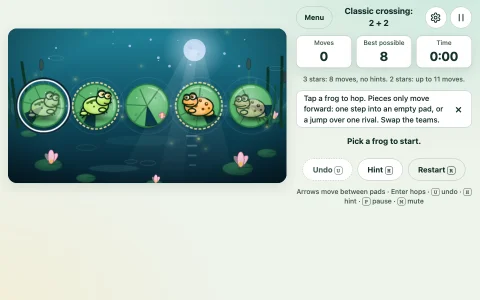 Menu
Classic crossing:
2 + 2
Moves
0
Best possible
8
Time
0:00
3 stars: 8 moves, no hints. 2 stars: up to 11 moves.
Tap a frog to hop. Pieces only move
forward: one step into an empty pad, or
a jump over one rival. Swap the teams.
×
Pick a frog to start.
Undo U
Hint H
Restart R
Arrows move between pads · Enter hops · U undo · H
hint · P pause · M mute